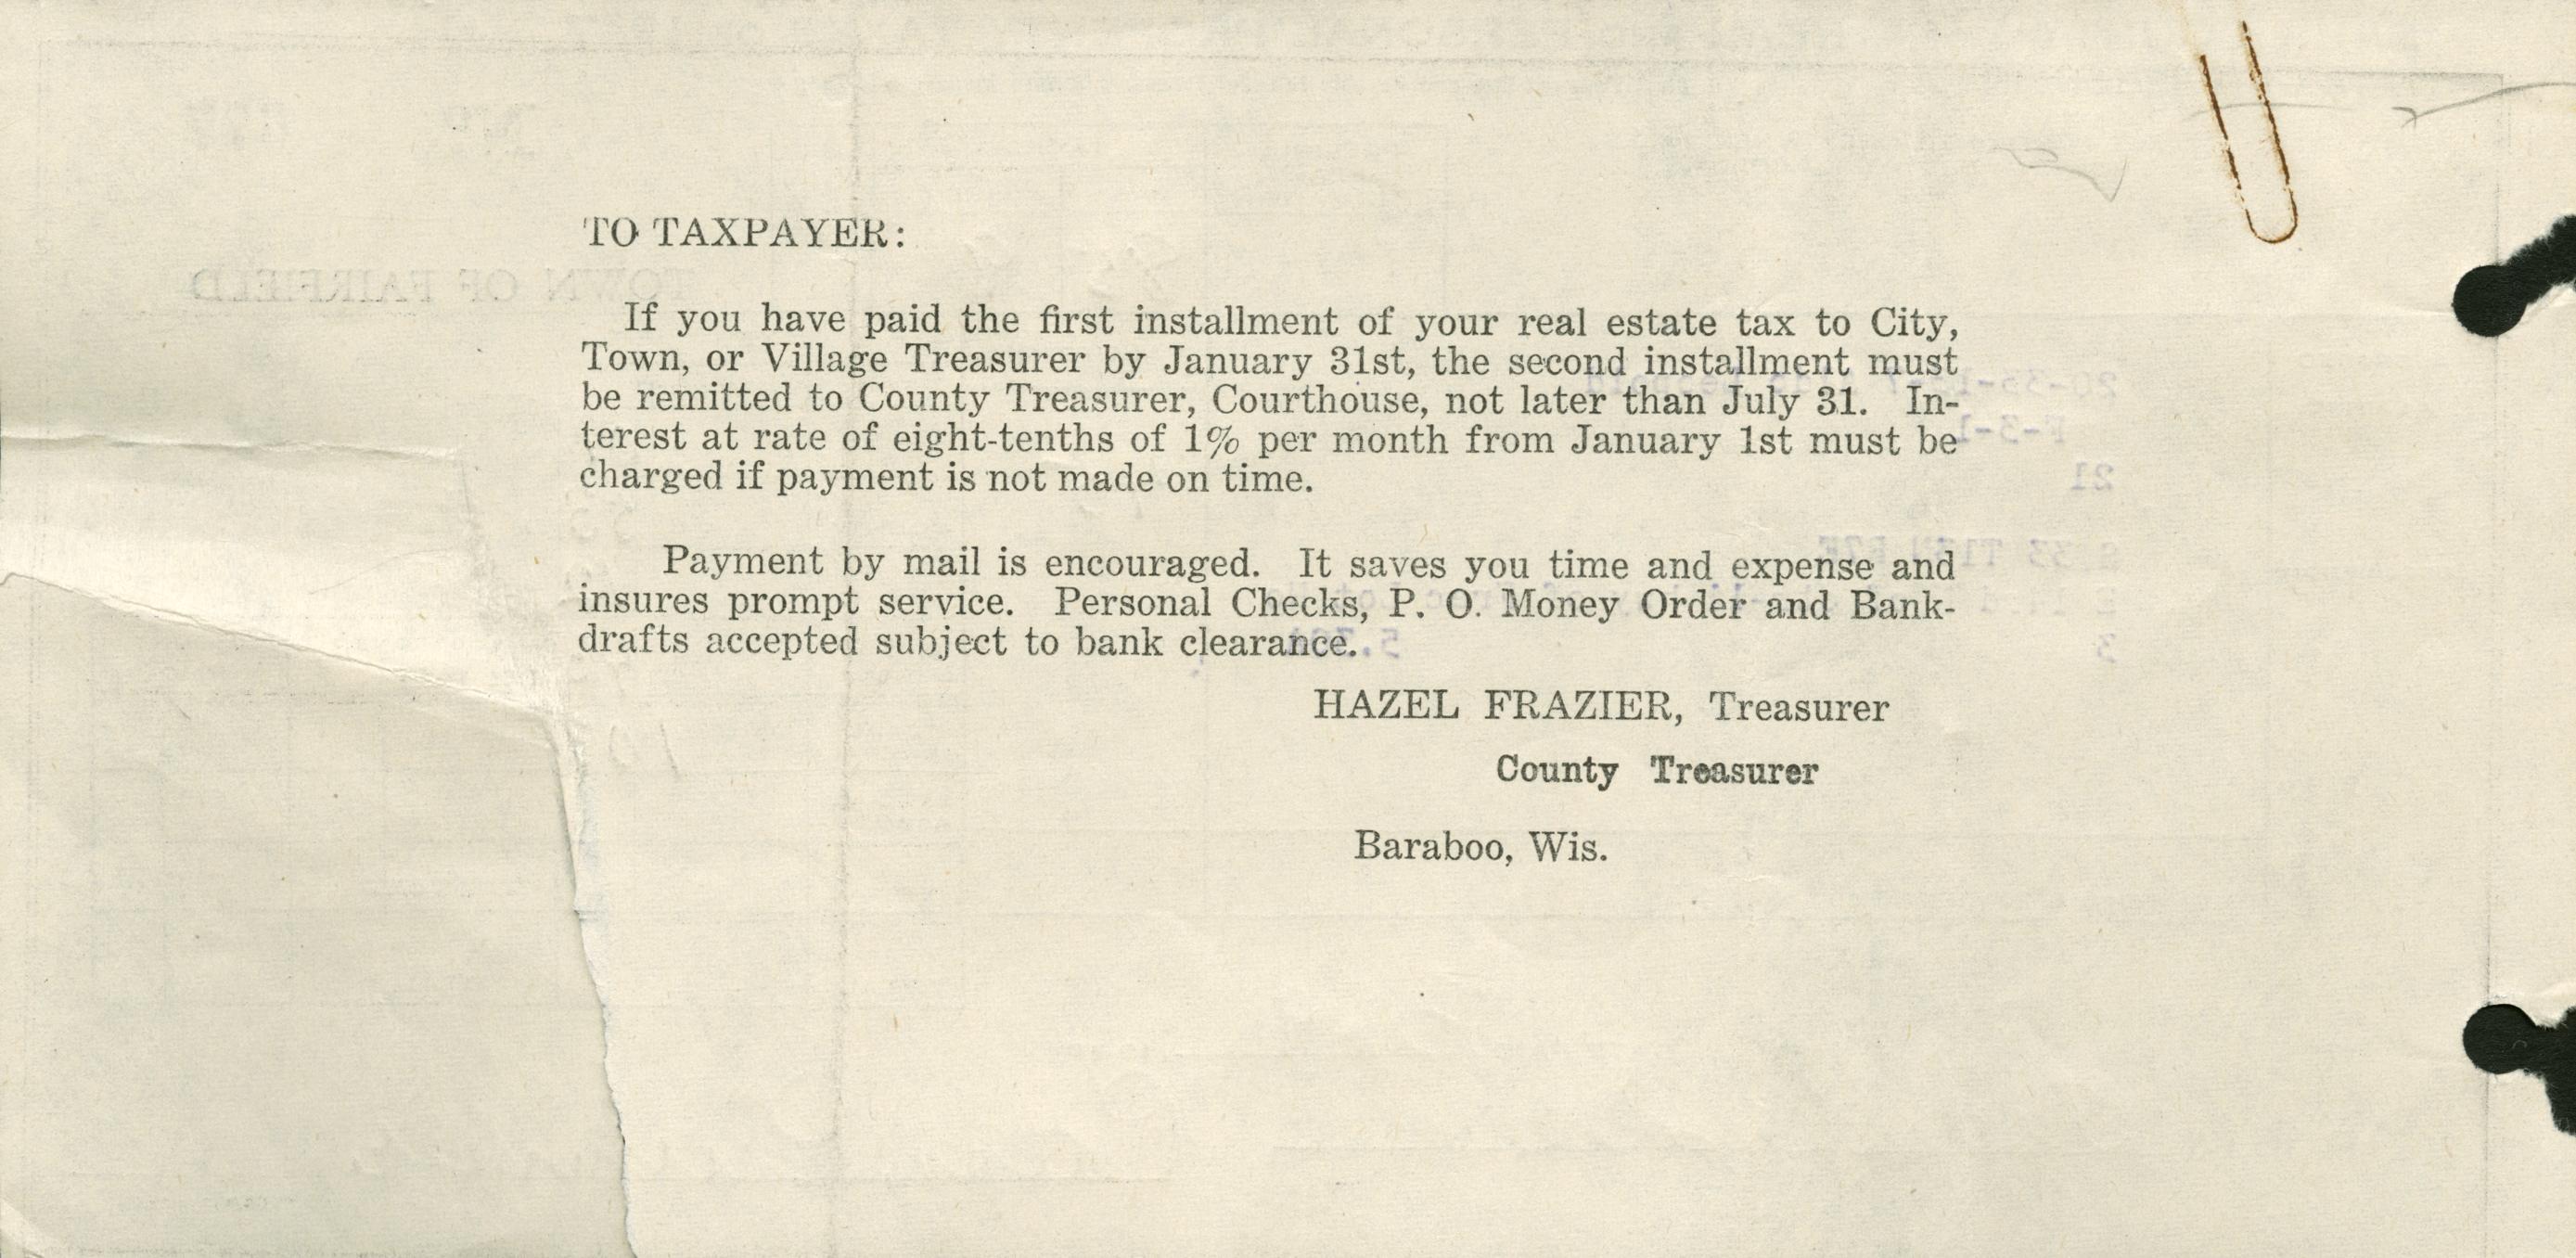 TO TAXPAYER:
TOWN OF FAIRFIELD
If you have paid the first installment of your real estate tax to City,
Town, or Village Treasurer by January 31st, the second installment must
be remitted to County Treasurer, Courthouse, not later than July 31. In-
terest at rate of eight-tenths of 1% per month from January 1st must be
charged if payment is not made on time.
21
Payment by mail is encouraged. It saves you time and expense and
insures prompt service. Personal Checks, P. O. Money Order and Bank-
drafts accepted subject to bank clearance.
3
HAZEL FRAZIER, Treasurer
County Treasurer
Baraboo, Wis.